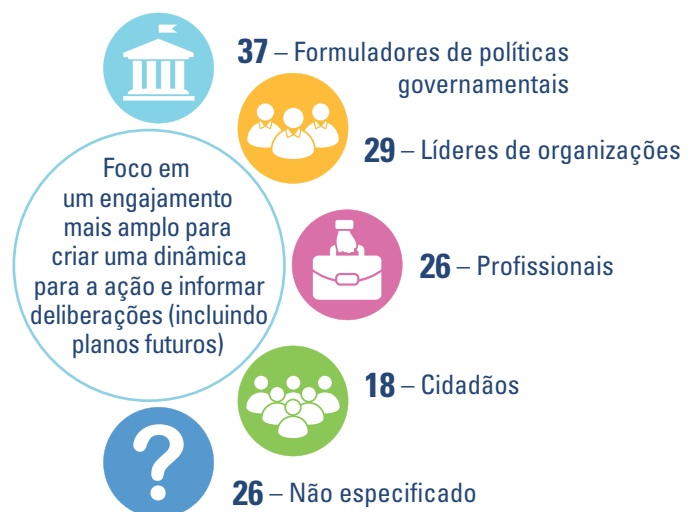 37 – Formuladores de políticas
governamentais
29 – Líderes de organizações
Foco em
um engajamento
mais amplo para
criar uma dinâmica
para a ação e informar
deliberações (incluindo
planos futuros)
26 – Profissionais
18 – Cidadãos
?
26 – Não especificado